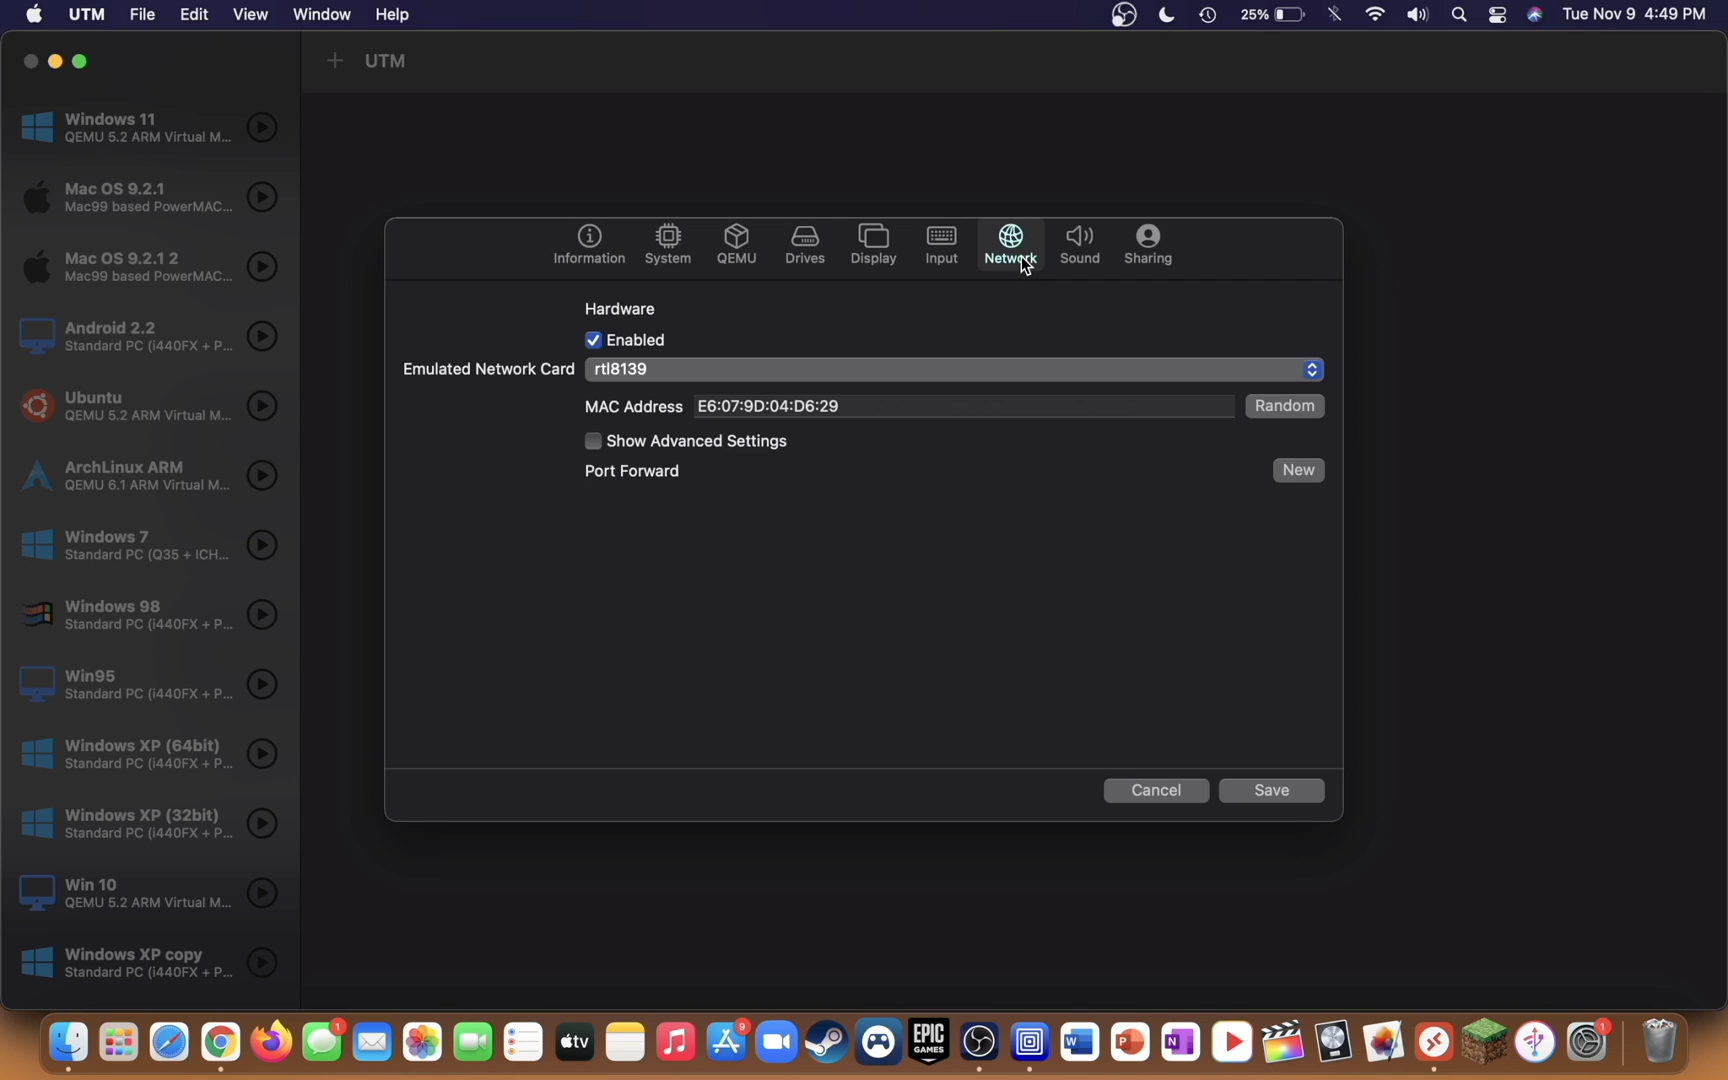 UTM File Edit View Window Help 25% Tue Nov 9 4:49 PM
UTM
Windows 11
QEMU 5.2 ARM Virtual M...
Mac OS 9.2.1
Mac99 based PowerMAC...
Mac OS 9.2.1 2
Mac99 based PowerMAC...
Android 2.2
Standard PC (i440FX + P...
Ubuntu
QEMU 5.2 ARM Virtual M...
ArchLinux ARM
QEMU 6.1 ARM Virtual M...
Windows 7
Standard PC (Q35 + ICH...
Windows 98
Standard PC (i440FX + P...
Win95
Standard PC (i440FX + P...
Windows XP (64bit)
Standard PC (i440FX + P...
Windows XP (32bit)
Standard PC (i440FX + P...
Win 10
QEMU 5.2 ARM Virtual M...
Windows XP copy
Standard PC (i440FX + P...
Information System QEMU Drives Display Input Network Sound Sharing
Hardware
Enabled
Emulated Network Card rtl8139
MAC Address E6:07:9D:04:D6:29 Random
Show Advanced Settings
Port Forward New
Cancel Save
1 tv 9 EPIC GAMES W P N 1